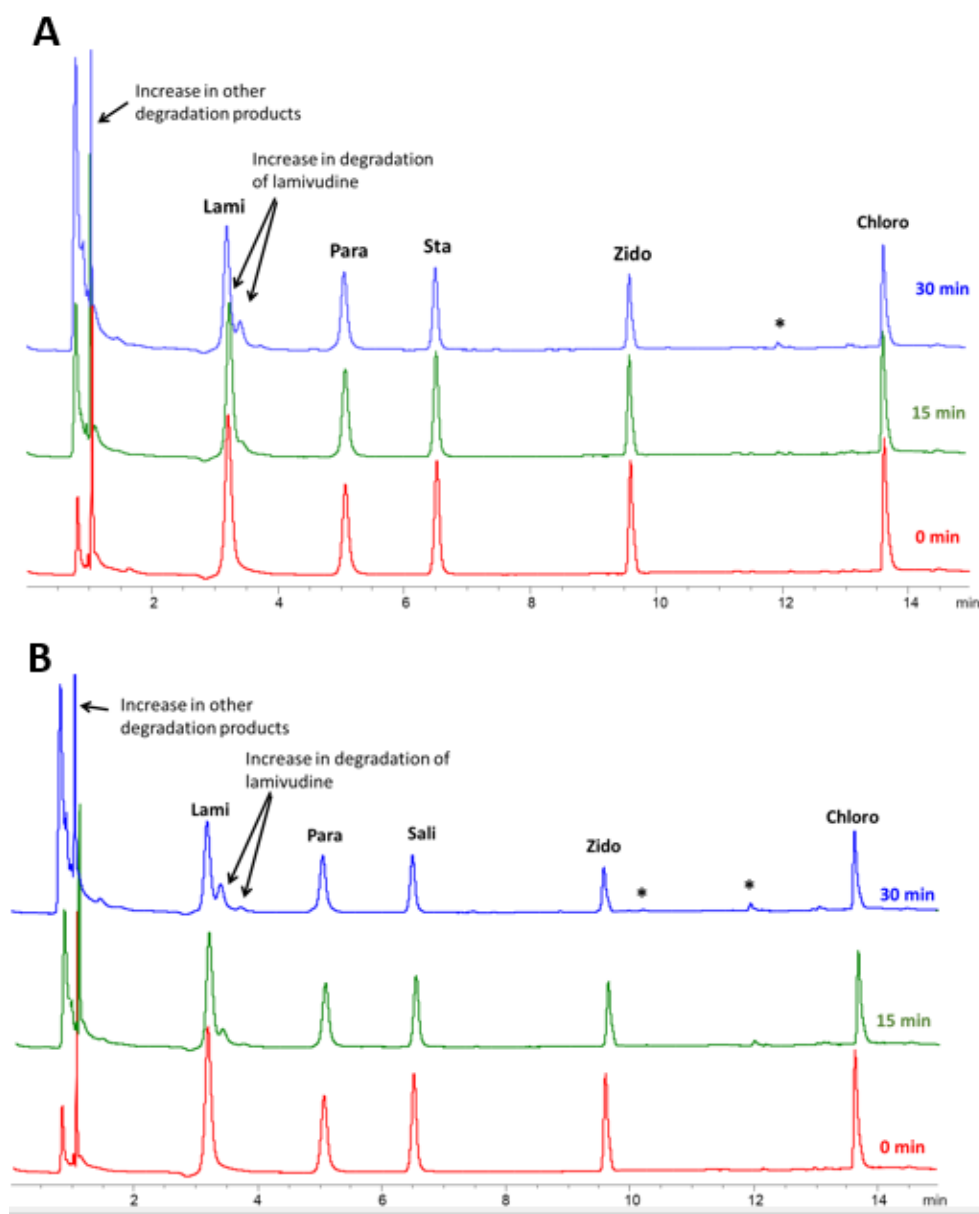 A
Increase in other
degradation products
Increase in degradation
of lamivudine
Lami
Para
Sta
Zido
Chloro
30 min
*
15 min
0 min
2
4
6
8
10
12
14
min
B
Increase in other
degradation products
Increase in degradation of
lamivudine
Lami
Para
Sali
Zido
Chloro
*
*
30 min
15 min
0 min
2
4
6
8
10
12
14
min